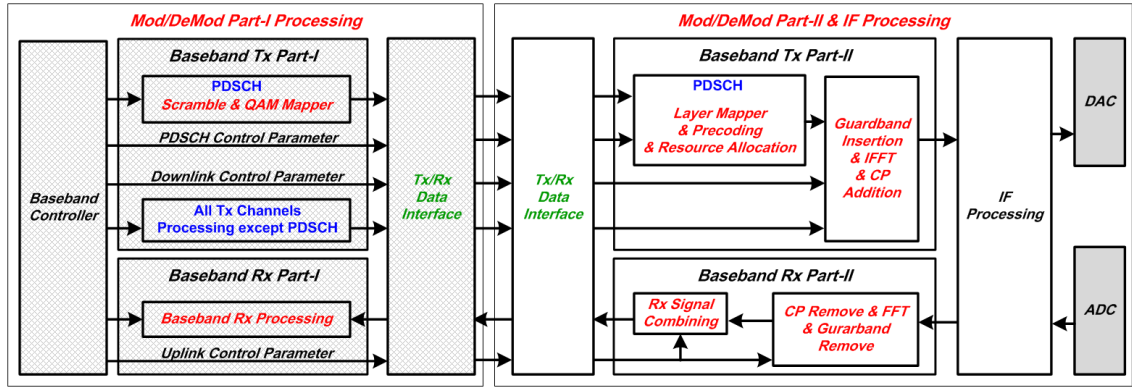 Mod/DeMod Part-I Processing
Baseband Tx Part-I
PDSCH
Scramble & QAM Mapper
PDSCH Control Parameter
Downlink Control Parameter
All Tx Channels
Processing except PDSCH
Baseband
Controller
Tx/Rx
Data
Interface
Baseband Rx Part-I
Baseband Rx Processing
Uplink Control Parameter
Mod/DeMod Part-II & IF Processing
Tx/Rx
Data
Interface
Baseband Tx Part-II
PDSCH
Layer Mapper
& Precoding
& Resource Allocation
Guardband
Insertion
& IFFT
& CP
Addition
Baseband Rx Part-II
Rx Signal
Combining
CP Remove & FFT
& Gurarband
Remove
IF
Processing
DAC
ADC